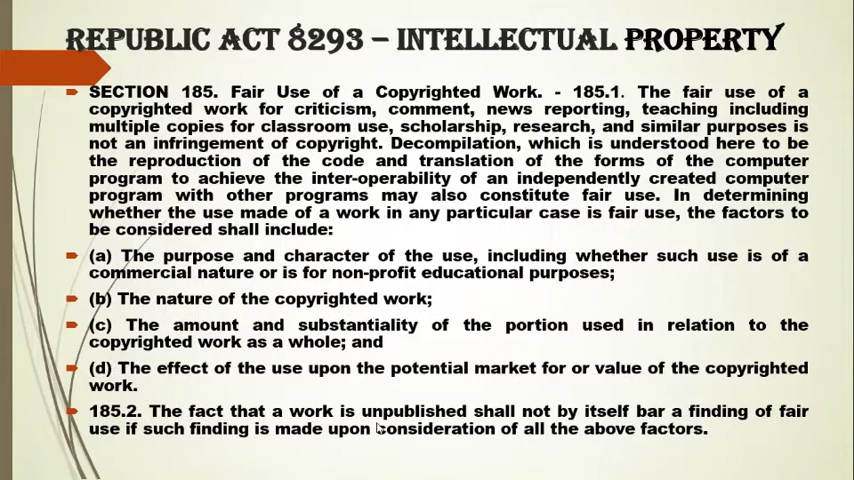 REPUBLIC ACT 8293 – INTELLECTUAL PROPERTY
SECTION 185. Fair Use of a Copyrighted Work. - 185.1. The fair use of a
copyrighted work for criticism, comment, news reporting, teaching including
multiple copies for classroom use, scholarship, research, and similar purposes is
not an infringement of copyright. Decompilation, which is understood here to be
the reproduction of the code and translation of the forms of the computer
program to achieve the inter-operability of an independently created computer
program with other programs may also constitute fair use. In determining
whether the use made of a work in any particular case is fair use, the factors to
be considered shall include:
(a) The purpose and character of the use, including whether such use is of a
commercial nature or is for non-profit educational purposes;
(b) The nature of the copyrighted work;
(c) The amount and substantiality of the portion used in relation to the
copyrighted work as a whole; and
(d) The effect of the use upon the potential market for or value of the copyrighted
work.
185.2. The fact that a work is unpublished shall not by itself bar a finding of fair
use if such finding is made upon consideration of all the above factors.